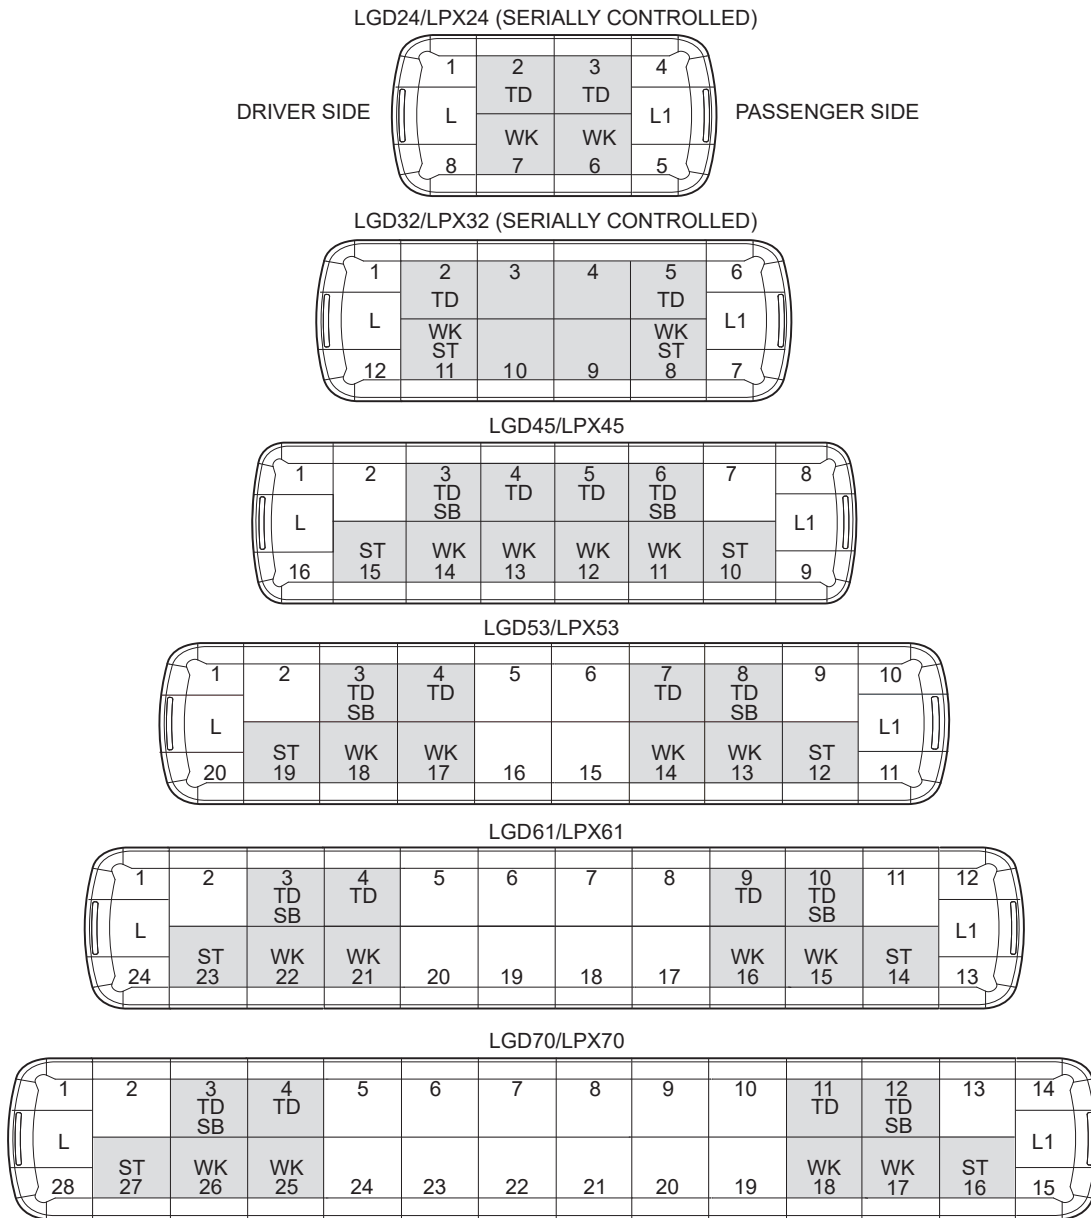 LGD24/LPX24 (SERIALLY CONTROLLED)
1 2 3 4
TD TD
DRIVER SIDE L L1 PASSENGER SIDE
WK WK
8 7 6 5
LGD32/LPX32 (SERIALLY CONTROLLED)
1 2 3 4 5 6
TD TD
L L1
WK WK
ST ST
12 11 10 9 8 7
LGD45/LPX45
1 2 3 4 5 6 7 8
TD TD TD TD
SB SB
L L1
ST WK WK WK WK ST
16 15 14 13 12 11 10 9
LGD53/LPX53
1 2 3 4 5 6 7 8 9 10
TD TD TD TD
SB SB
L L1
ST WK WK WK WK ST
20 19 18 17 16 15 14 13 12 11
LGD61/LPX61
1 2 3 4 5 6 7 8 9 10 11 12
TD TD TD TD
SB SB
L L1
ST WK WK WK WK ST
24 23 22 21 20 19 18 17 16 15 14 13
LGD70/LPX70
1 2 3 4 5 6 7 8 9 10 11 12 13 14
TD TD TD TD
SB SB
L L1
ST WK WK WK WK ST
28 27 26 25 24 23 22 21 20 19 18 17 16 15